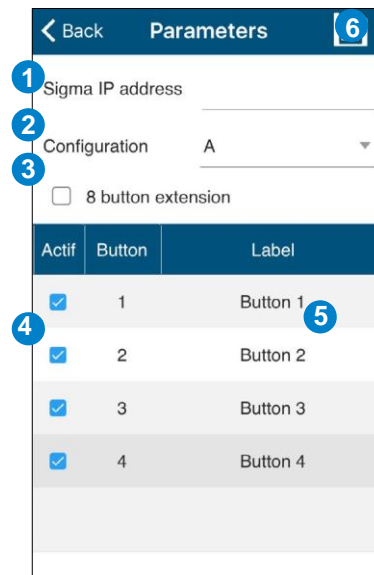 Back Parameters 6
1
Sigma IP address
2
Configuration A
3
8 button extension
Actif Button Label
1 Button 1
5
4
2 Button 2
3 Button 3
4 Button 4